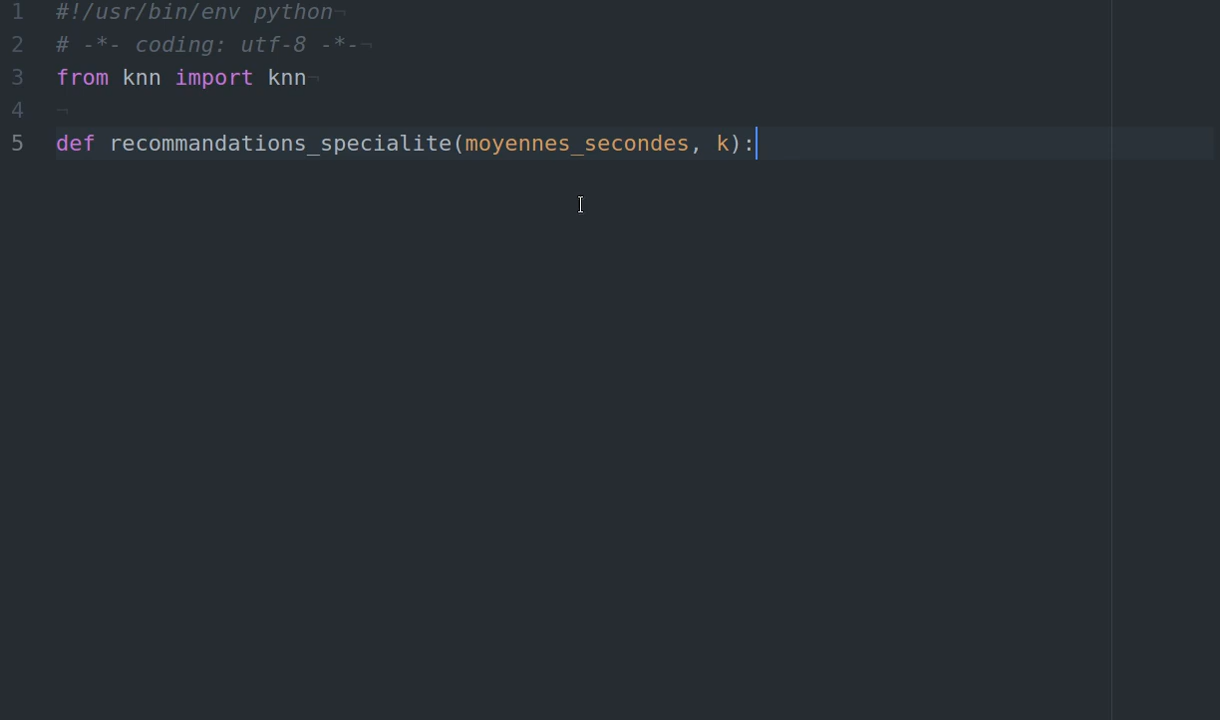 1 #!/usr/bin/env python¬
2 # -*- coding: utf-8 -*-¬
3 from knn import knn¬
4 ¬
5 def recommandations_specialite(moyennes_secondes, k):